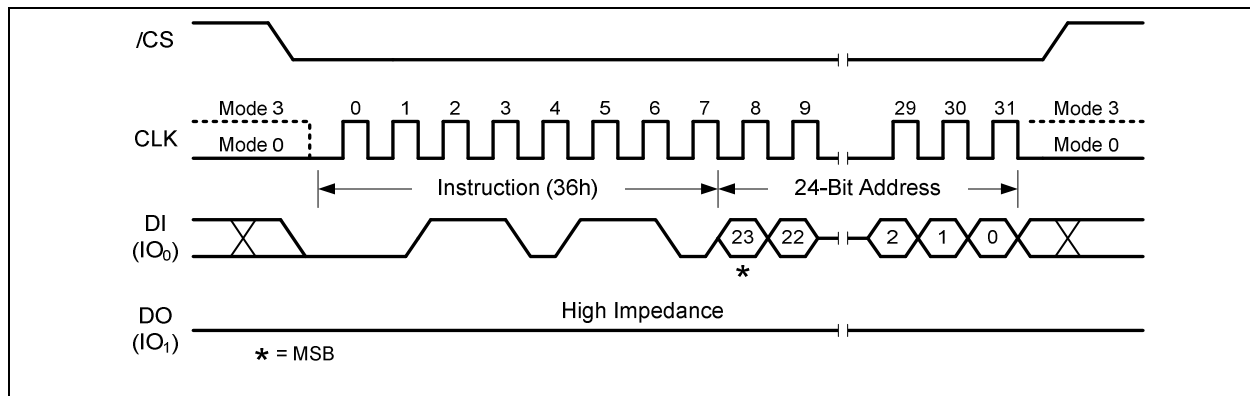 /CS
Mode 3 0 1 2 3 4 5 6 7 8 9 29 30 31 Mode 3
CLK Mode 0 Mode 0
Instruction (36h) 24-Bit Address
DI
(IO₀) 23 22 2 1 0
*
High Impedance
DO
(IO₁)
* = MSB